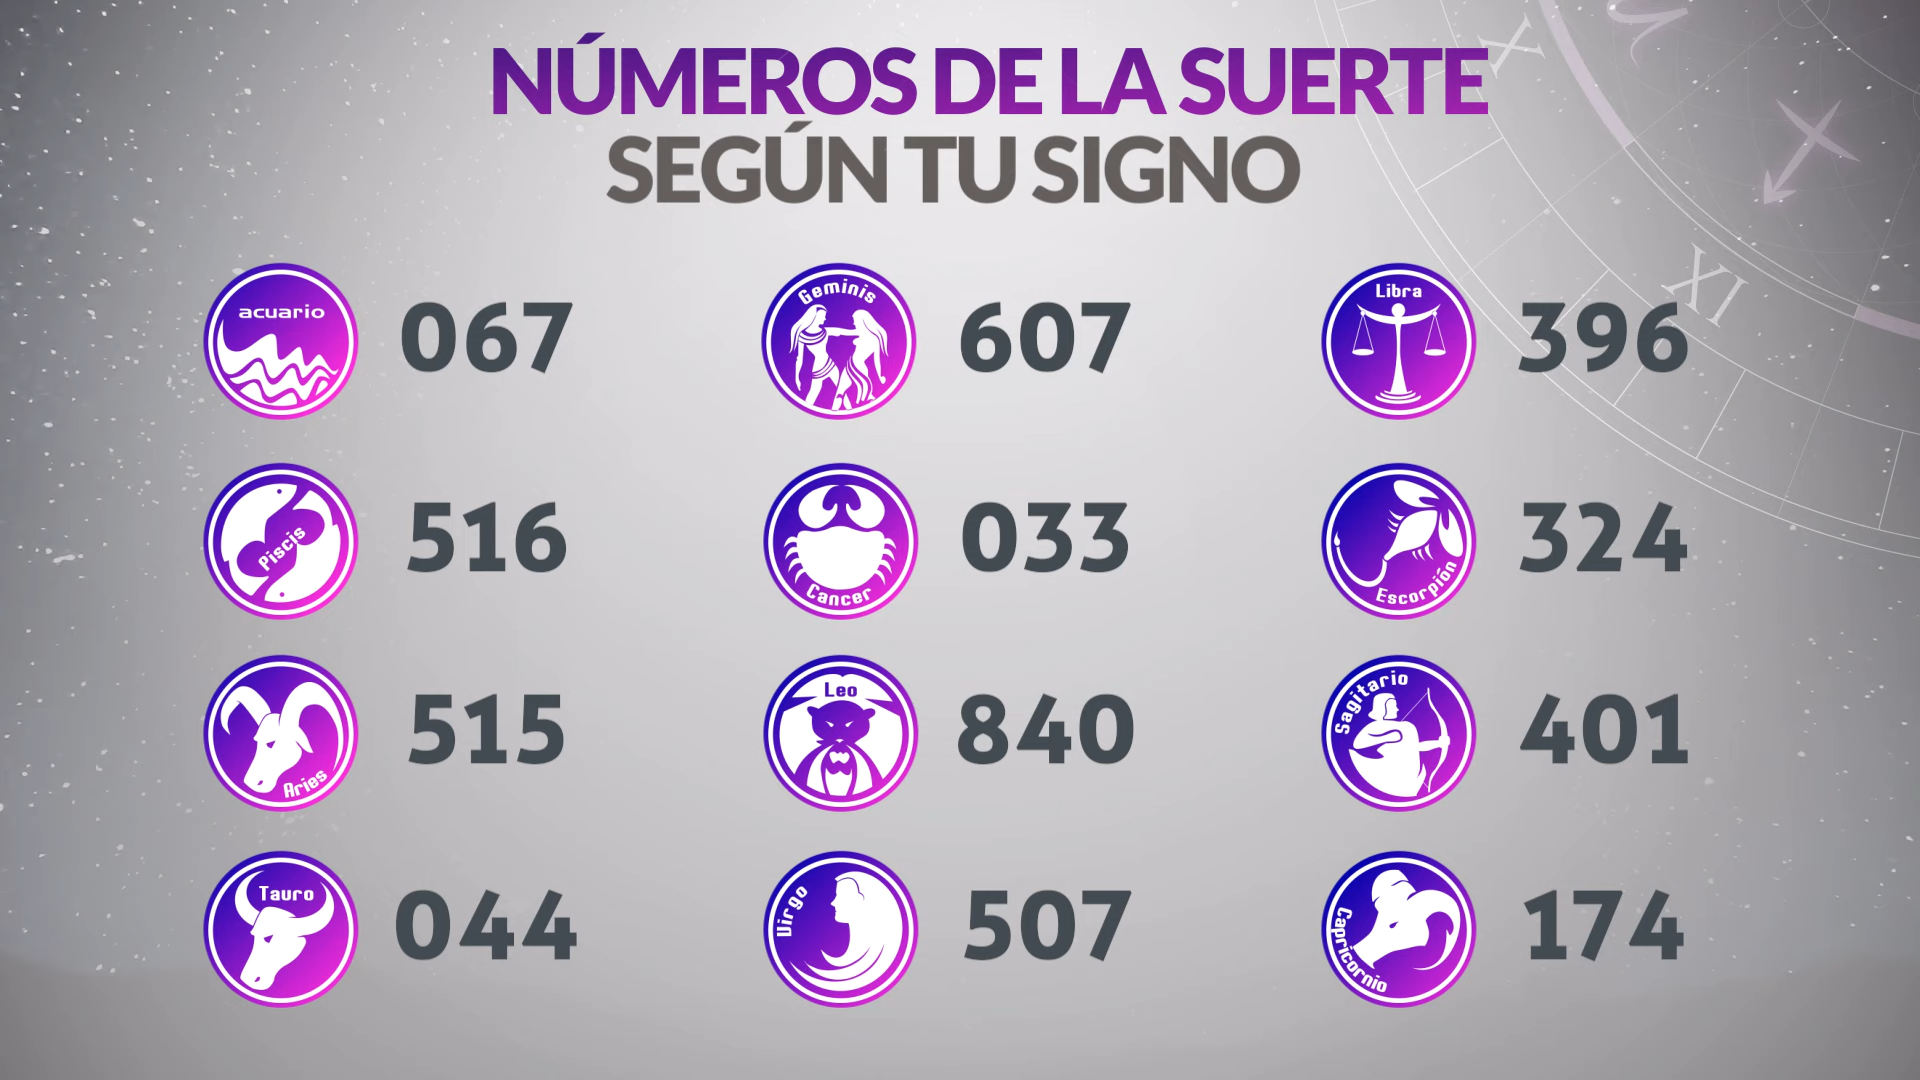 NÚMEROS DE LA SUERTE
SEGÚN TU SIGNO
acuario 067
Geminis 607
Libra 396
Piscis 516
Cancer 033
Escorpión 324
Aries 515
Leo 840
Sagitario 401
Tauro 044
Virgo 507
Capricornio 174
X
XI